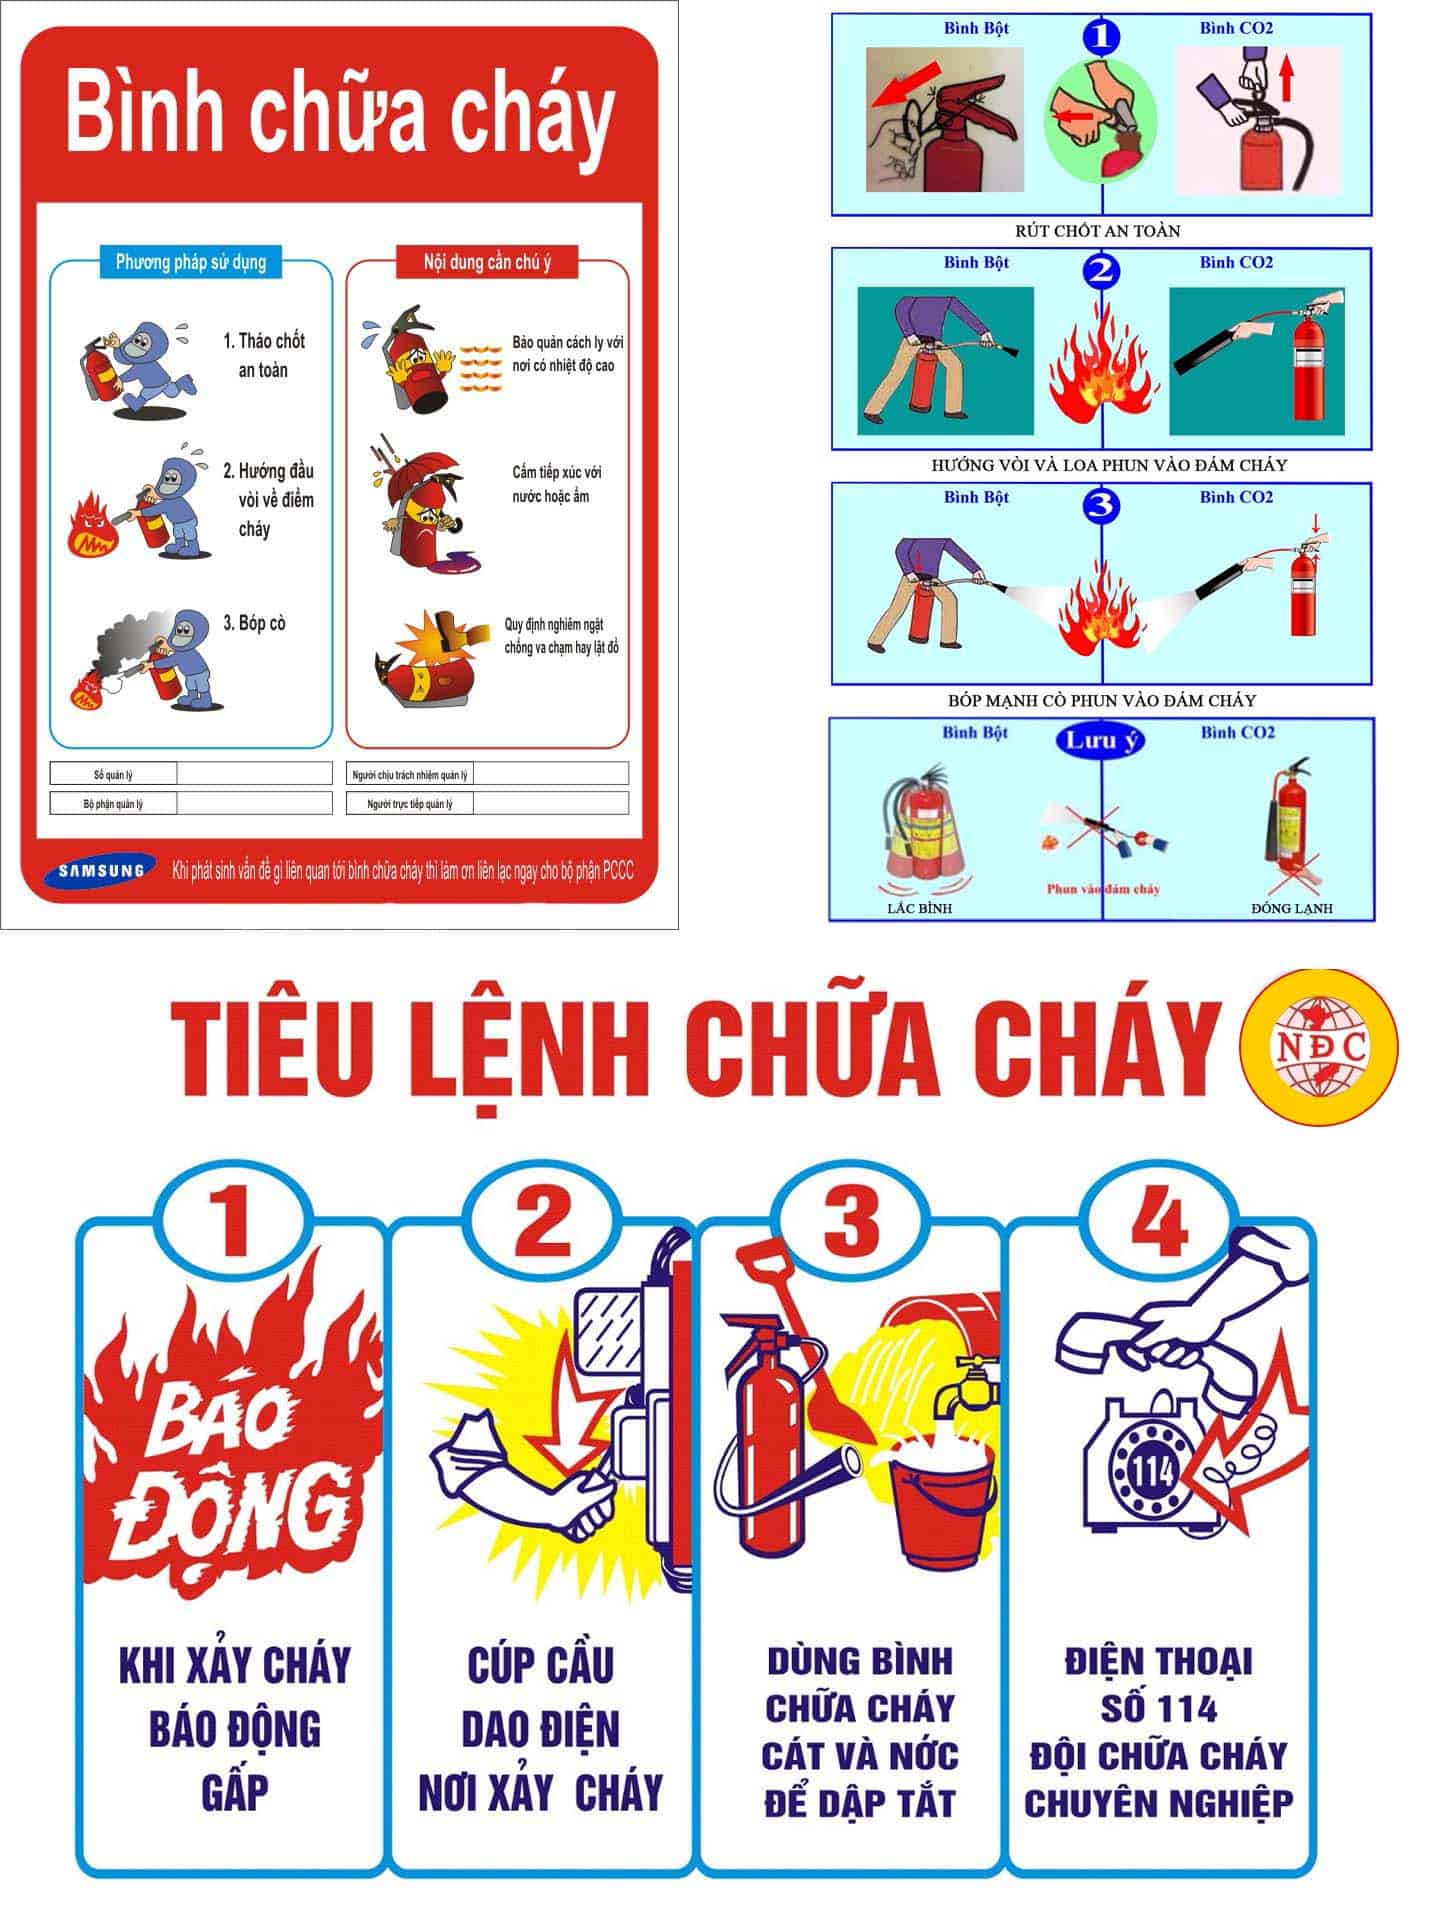 Bình chữa cháy
Phương pháp sử dụng
1. Tháo chốt
an toàn
2. Hướng đầu
vòi về điểm
cháy
3. Bóp cò
Nội dung cần chú ý
Bảo quản cách ly với
nơi có nhiệt độ cao
Cấm tiếp xúc với
nước hoặc ẩm
Quy định nghiêm ngặt
chống va chạm hay lật đổ
Số quản lý
Người chịu trách nhiệm quản lý
Bộ phận quản lý
Người trực tiếp quản lý
SAMSUNG
Khi phát sinh vấn đề gì liên quan tới bình chữa cháy thì làm ơn liên lạc ngay cho bộ phận PCCC
Bình Bột
1
Bình CO2
RÚT CHỐT AN TOÀN
Bình Bột
2
Bình CO2
HƯỚNG VÒI VÀ LOA PHUN VÀO ĐÁM CHÁY
Bình Bột
3
Bình CO2
BÓP MẠNH CÒ PHUN VÀO ĐÁM CHÁY
Bình Bột
Lưu ý
Bình CO2
Phun vào đám cháy
LẮC BÌNH
ĐÓNG LẠNH
TIÊU LỆNH CHỮA CHÁY
NĐC
1
BÁO
ĐỘNG
KHI XẢY CHÁY
BÁO ĐỘNG
GẤP
2
CÚP CẦU
DAO ĐIỆN
NƠI XẢY CHÁY
3
DÙNG BÌNH
CHỮA CHÁY
CÁT VÀ NỚC
ĐỂ DẬP TẮT
4
114
ĐIỆN THOẠI
SỐ 114
ĐỘI CHỮA CHÁY
CHUYÊN NGHIỆP